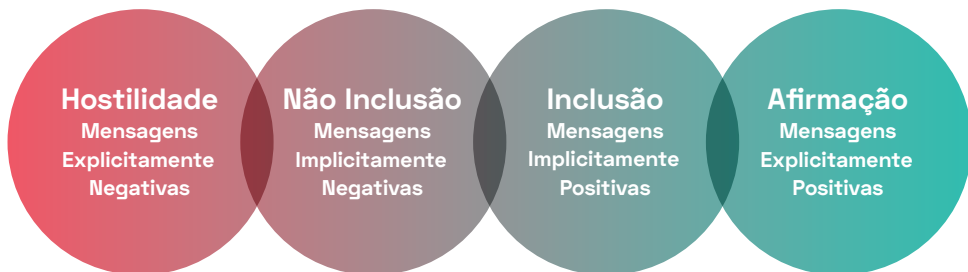 Hostilidade
Mensagens
Explicitamente
Negativas
Não Inclusão
Mensagens
Implicitamente
Negativas
Inclusão
Mensagens
Implicitamente
Positivas
Afirmação
Mensagens
Explicitamente
Positivas